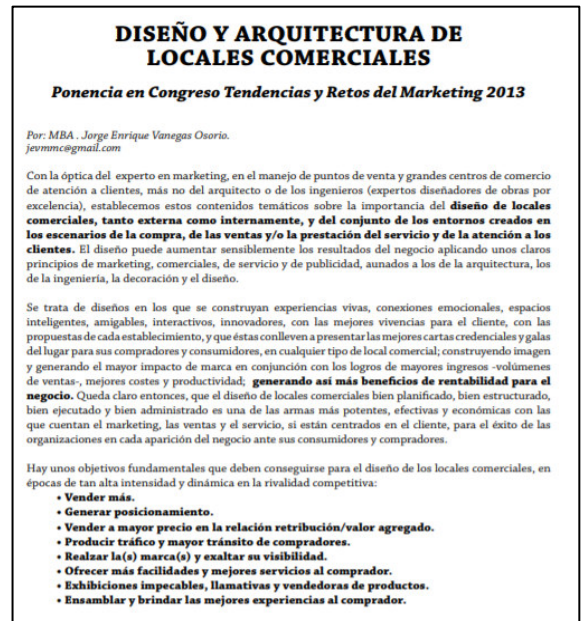 DISEÑO Y ARQUITECTURA DE
LOCALES COMERCIALES
Ponencia en Congreso Tendencias y Retos del Marketing 2013
Por: MBA . Jorge Enrique Vanegas Osorio.
jevmmc@gmail.com
Con la óptica del experto en marketing, en el manejo de puntos de venta y grandes centros de comercio
de atención a clientes, más no del arquitecto o de los ingenieros (expertos diseñadores de obras por
excelencia), establecemos estos contenidos temáticos sobre la importancia del diseño de locales
comerciales, tanto externa como internamente, y del conjunto de los entornos creados en
los escenarios de la compra, de las ventas y/o la prestación del servicio y de la atención a los
clientes. El diseño puede aumentar sensiblemente los resultados del negocio aplicando unos claros
principios de marketing, comerciales, de servicio y de publicidad, aunados a los de la arquitectura, los
de la ingeniería, la decoración y el diseño.
Se trata de diseños en los que se construyan experiencias vivas, conexiones emocionales, espacios
inteligentes, amigables, interactivos, innovadores, con las mejores vivencias para el cliente, con las
propuestas de cada establecimiento, y que éstas conlleven a presentar las mejores cartas credenciales y galas
del lugar para sus compradores y consumidores, en cualquier tipo de local comercial; construyendo imagen
y generando el mayor impacto de marca en conjunción con los logros de mayores ingresos -volúmenes
de ventas-, mejores costes y productividad; generando así más beneficios de rentabilidad para el
negocio. Queda claro entonces, que el diseño de locales comerciales bien planificado, bien estructurado,
bien ejecutado y bien administrado es una de las armas más potentes, efectivas y económicas con las
que cuentan el marketing, las ventas y el servicio, si están centrados en el cliente, para el éxito de las
organizaciones en cada aparición del negocio ante sus consumidores y compradores.
Hay unos objetivos fundamentales que deben conseguirse para el diseño de los locales comerciales, en
épocas de tan alta intensidad y dinámica en la rivalidad competitiva:
• Vender más.
• Generar posicionamiento.
• Vender a mayor precio en la relación retribución/valor agregado.
• Producir tráfico y mayor tránsito de compradores.
• Realzar la(s) marca(s) y exaltar su visibilidad.
• Ofrecer más facilidades y mejores servicios al comprador.
• Exhibiciones impecables, llamativas y vendedoras de productos.
• Ensamblar y brindar las mejores experiencias al comprador.